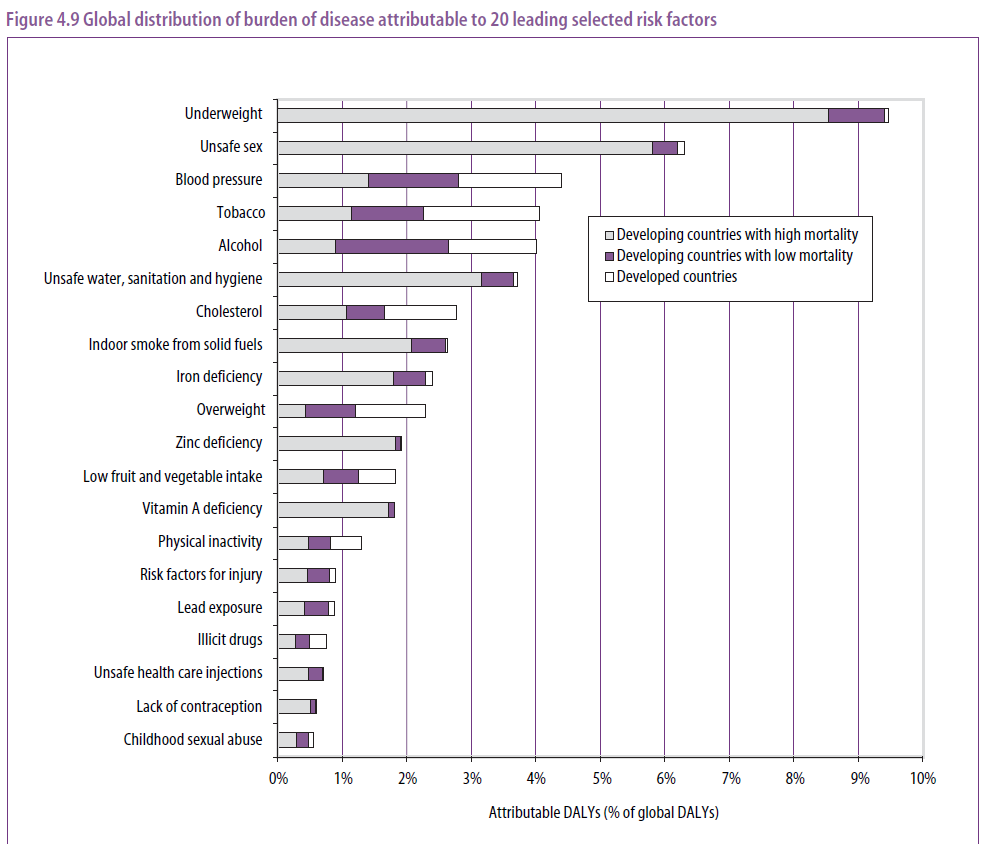 Figure 4.9 Global distribution of burden of disease attributable to 20 leading selected risk factors
Underweight
Unsafe sex
Blood pressure
Tobacco
Alcohol
Unsafe water, sanitation and hygiene
Cholesterol
Indoor smoke from solid fuels
Iron deficiency
Overweight
Zinc deficiency
Low fruit and vegetable intake
Vitamin A deficiency
Physical inactivity
Risk factors for injury
Lead exposure
Illicit drugs
Unsafe health care injections
Lack of contraception
Childhood sexual abuse
Developing countries with high mortality
Developing countries with low mortality
Developed countries
0% 1% 2% 3% 4% 5% 6% 7% 8% 9% 10%
Attributable DALYs (% of global DALYs)